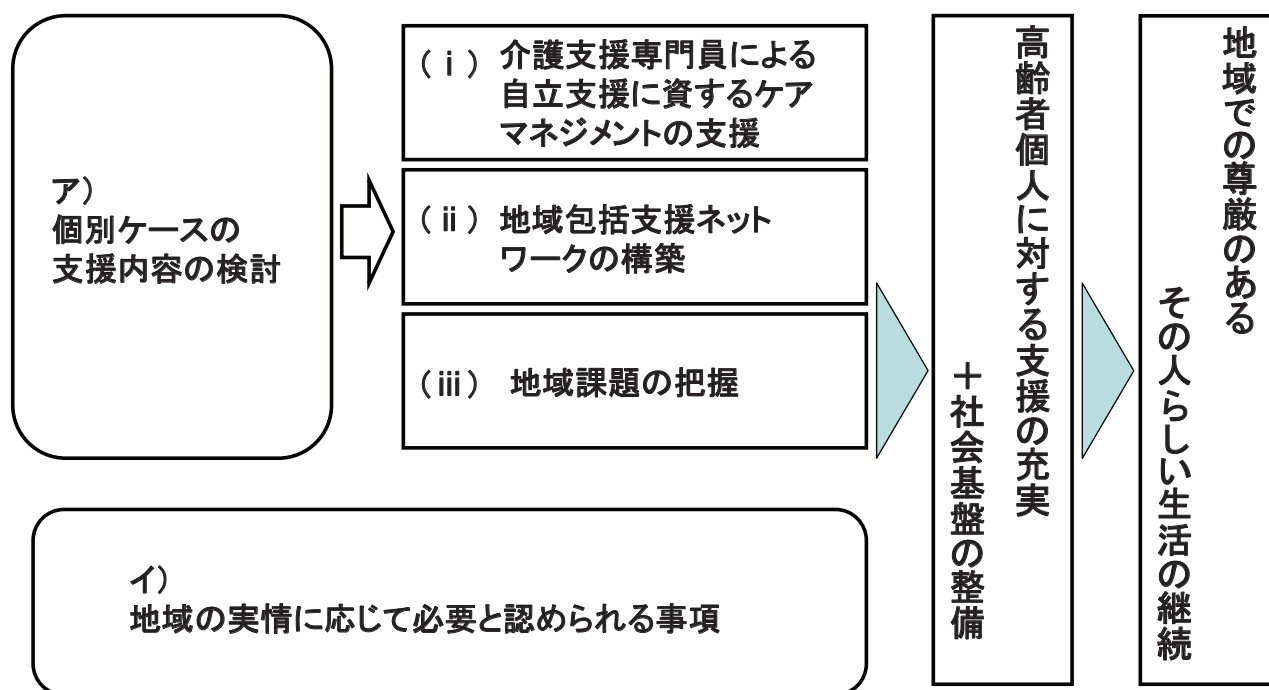 ア）
個別ケースの
支援内容の検討
（ⅰ）介護支援専門員による
自立支援に資するケア
マネジメントの支援
（ⅱ）地域包括支援ネット
ワークの構築
（ⅲ） 地域課題の把握
イ）
地域の実情に応じて必要と認められる事項
高齢者個人に対する支援の充実
＋社会基盤の整備
地域での尊厳のある
その人らしい生活の継続